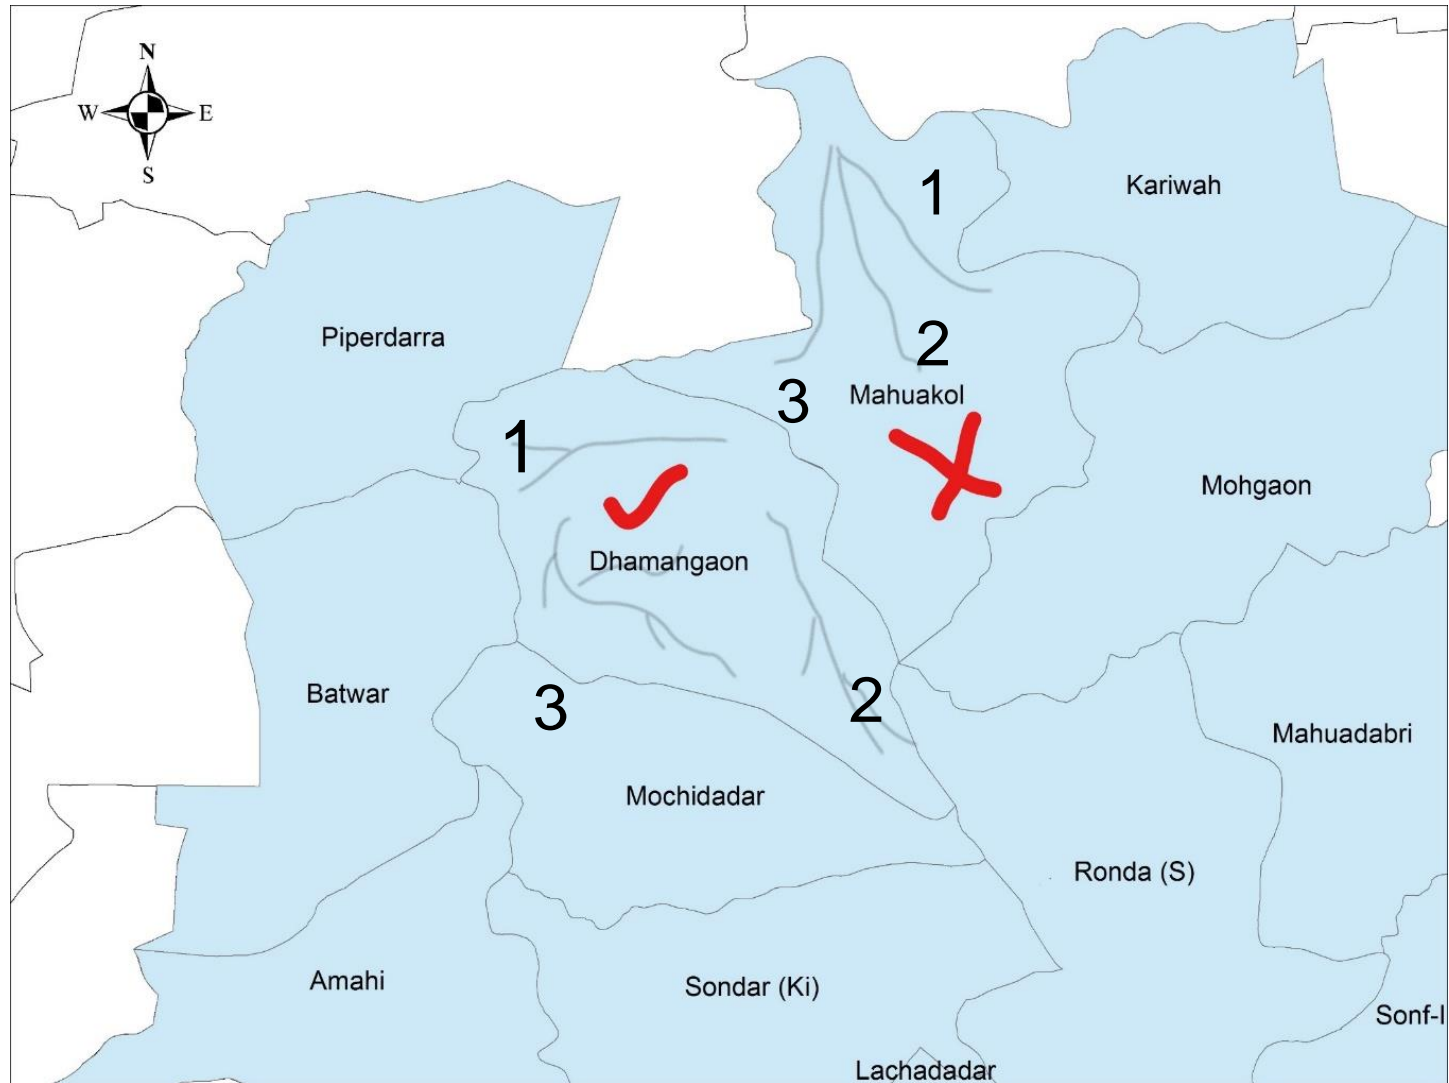 N
W E
S
1
Kariwah
Piperdarra
2
3
Mahuakol
1
Mohgaon
Dhamangaon
Batwar
3
2
Mahuadabri
Mochidadar
Ronda (S)
Amahi
Sondar (Ki)
Sonf-I
Lachadadar